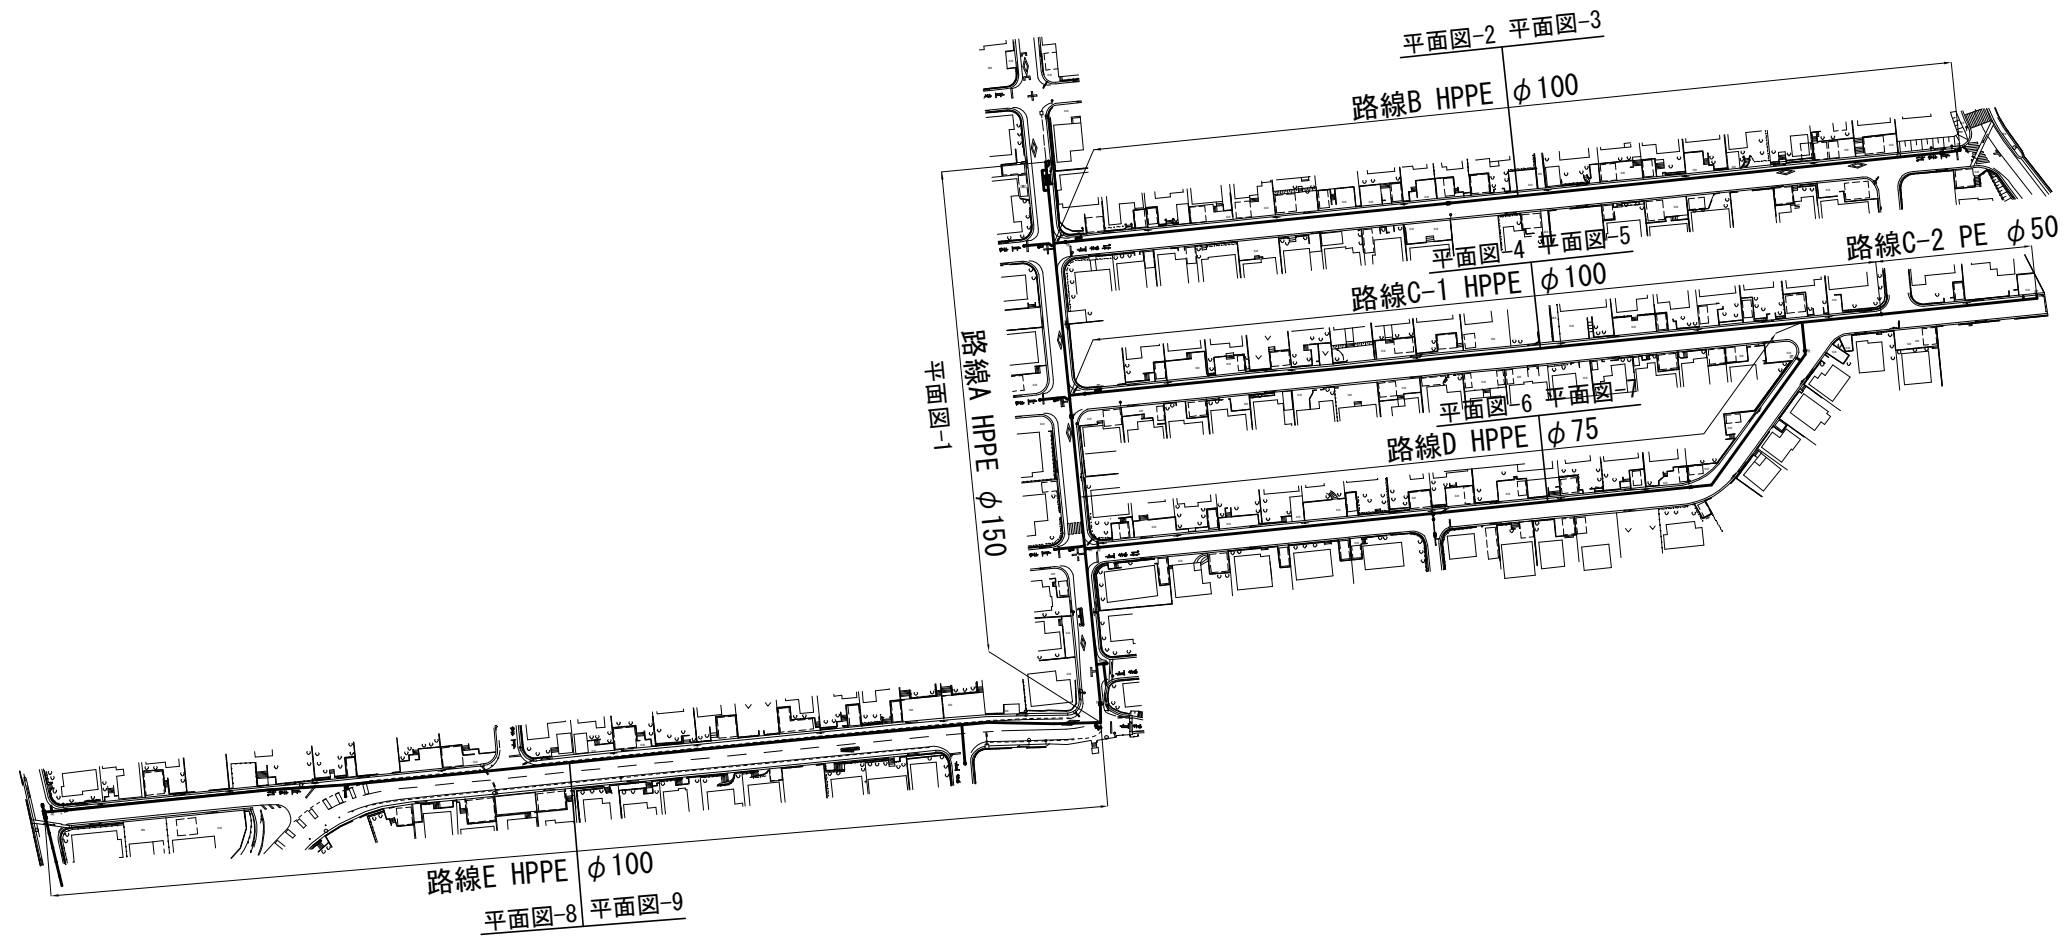 平面図-2 平面図-3
路線B HPPE φ100
平面図-4 平面図-5
路線C-1 HPPE φ100
路線C-2 PE φ50
平面図-6 平面図-7
路線D HPPE φ75
路線A HPPE φ150
平面図-1
路線E HPPE φ100
平面図-8 平面図-9